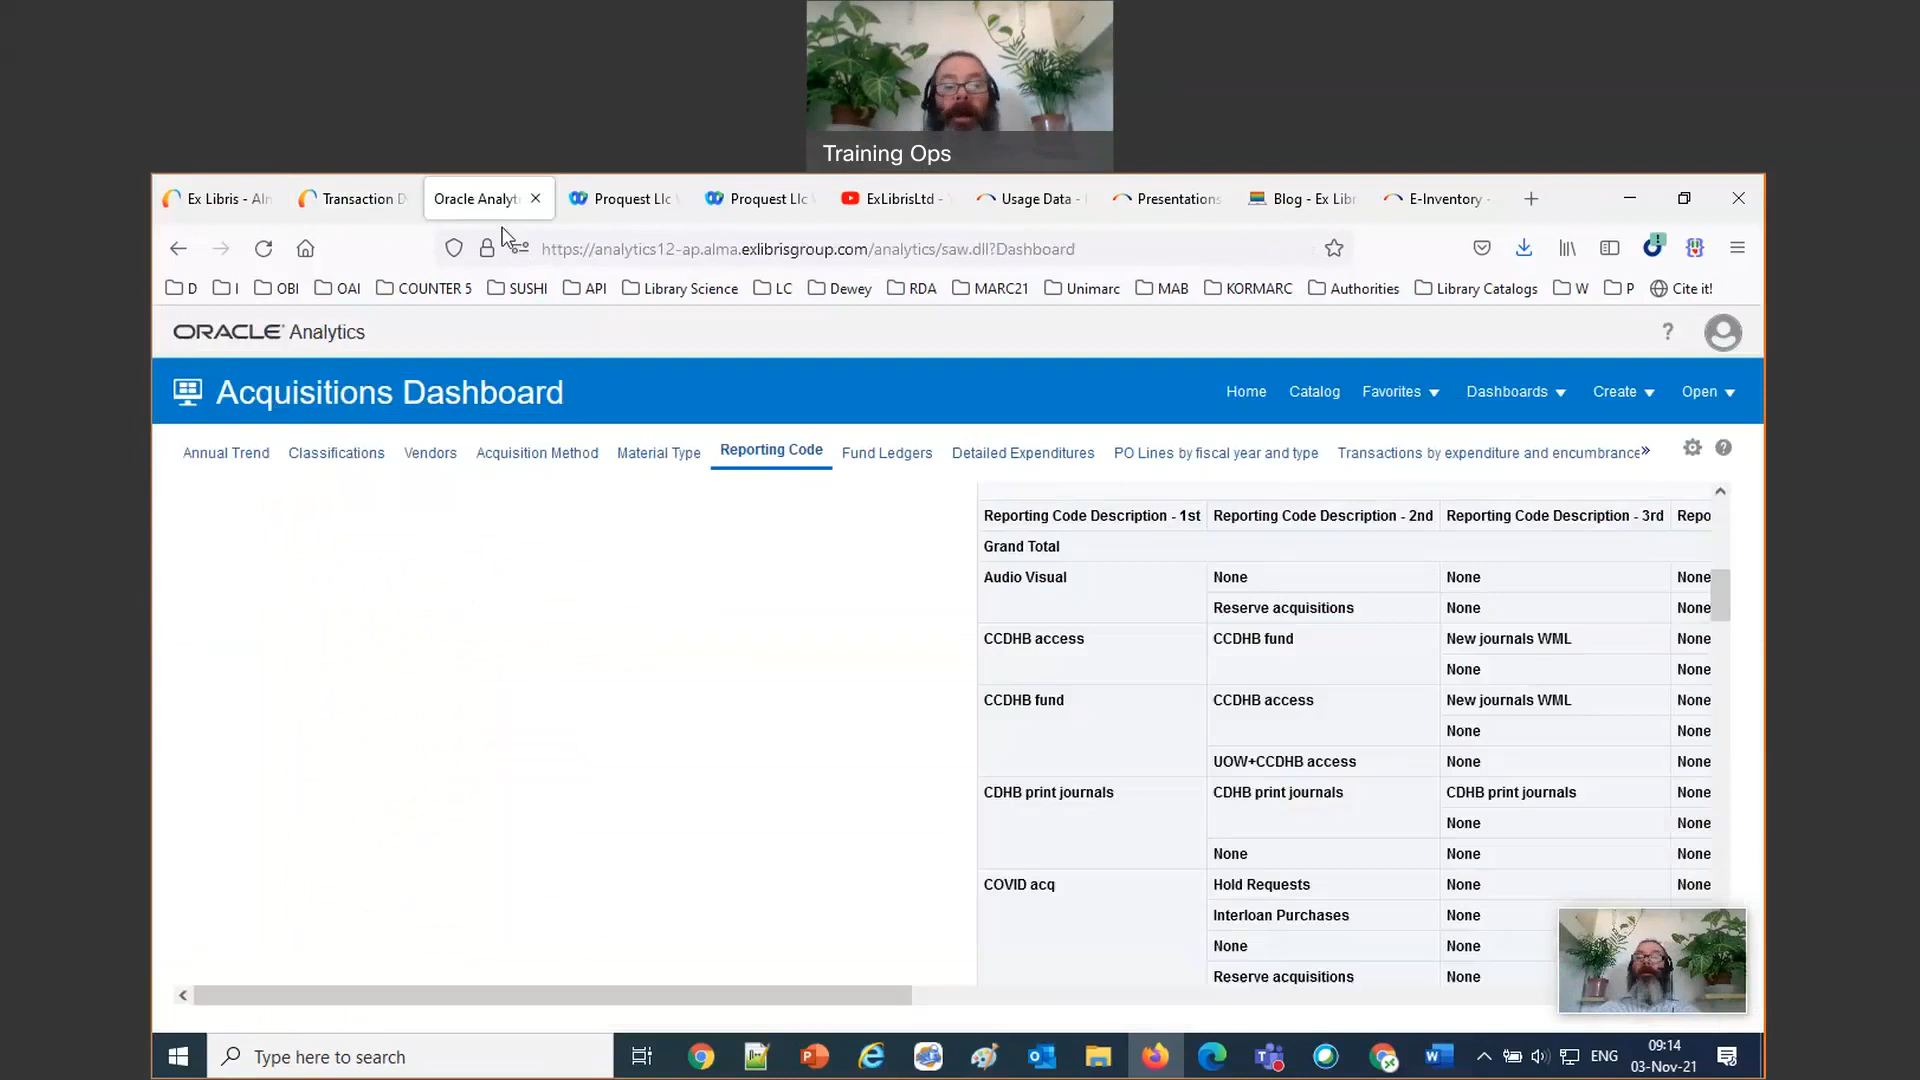 Training Ops
Ex Libris - Aln
Transaction D
Oracle Analyt
Proquest Llc
Proquest Llc
ExLibrisLtd -
Usage Data -
Presentations
Blog - Ex Libr
E-Inventory -
https://analytics12-ap.alma.exlibrisgroup.com/analytics/saw.dll?Dashboard
D I OBI OAI COUNTER 5 SUSHI API Library Science LC Dewey RDA MARC21 Unimarc MAB KORMARC Authorities Library Catalogs W P Cite it!
ORACLE Analytics ?
Acquisitions Dashboard Home Catalog Favorites Dashboards Create Open
Annual Trend Classifications Vendors Acquisition Method Material Type Reporting Code Fund Ledgers Detailed Expenditures PO Lines by fiscal year and type Transactions by expenditure and encumbrance » ?
Reporting Code Description - 1st Reporting Code Description - 2nd Reporting Code Description - 3rd Repo
Grand Total
Audio Visual None None None
Reserve acquisitions None None
CCDHB access CCDHB fund New journals WML None
None None
CCDHB fund CCDHB access New journals WML None
None None
UOW+CCDHB access None None
CDHB print journals CDHB print journals CDHB print journals None
None None
None None None
COVID acq Hold Requests None None
Interloan Purchases None
None None
Reserve acquisitions None
Type here to search ENG 09:14
03-Nov-21